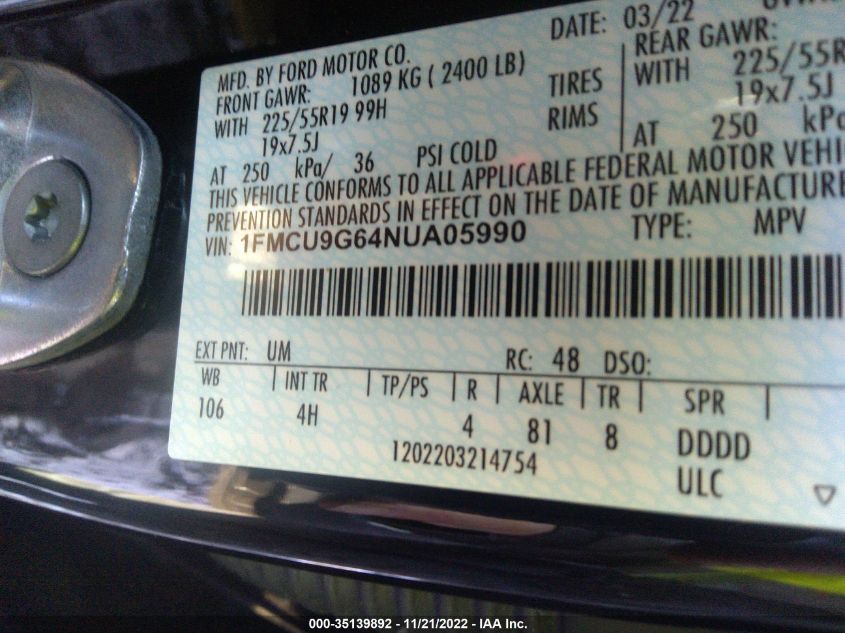 DATE: 03/22
MFD. BY FORD MOTOR CO.
FRONT GAWR: 1089 KG ( 2400 LB)
REAR GAWR:
WITH 225/55R19 99H TIRES
WITH 225/55R
19x7.5J RIMS
19x7.5J
AT 250 kPa/ 36 PSI COLD
AT 250 kPa
THIS VEHICLE CONFORMS TO ALL APPLICABLE FEDERAL MOTOR VEHI
PREVENTION STANDARDS IN EFFECT ON THE DATE OF MANUFACTURE
VIN: 1FMCU9G64NUA05990 TYPE: MPV
EXT PNT: UM RC: 48 DSO:
WB | INT TR | TP/PS | R | AXLE | TR | SPR |
106 4H 4 81 8 DDDD
1202203214754 ULC
000-35139892 - 11/21/2022 - IAA Inc.